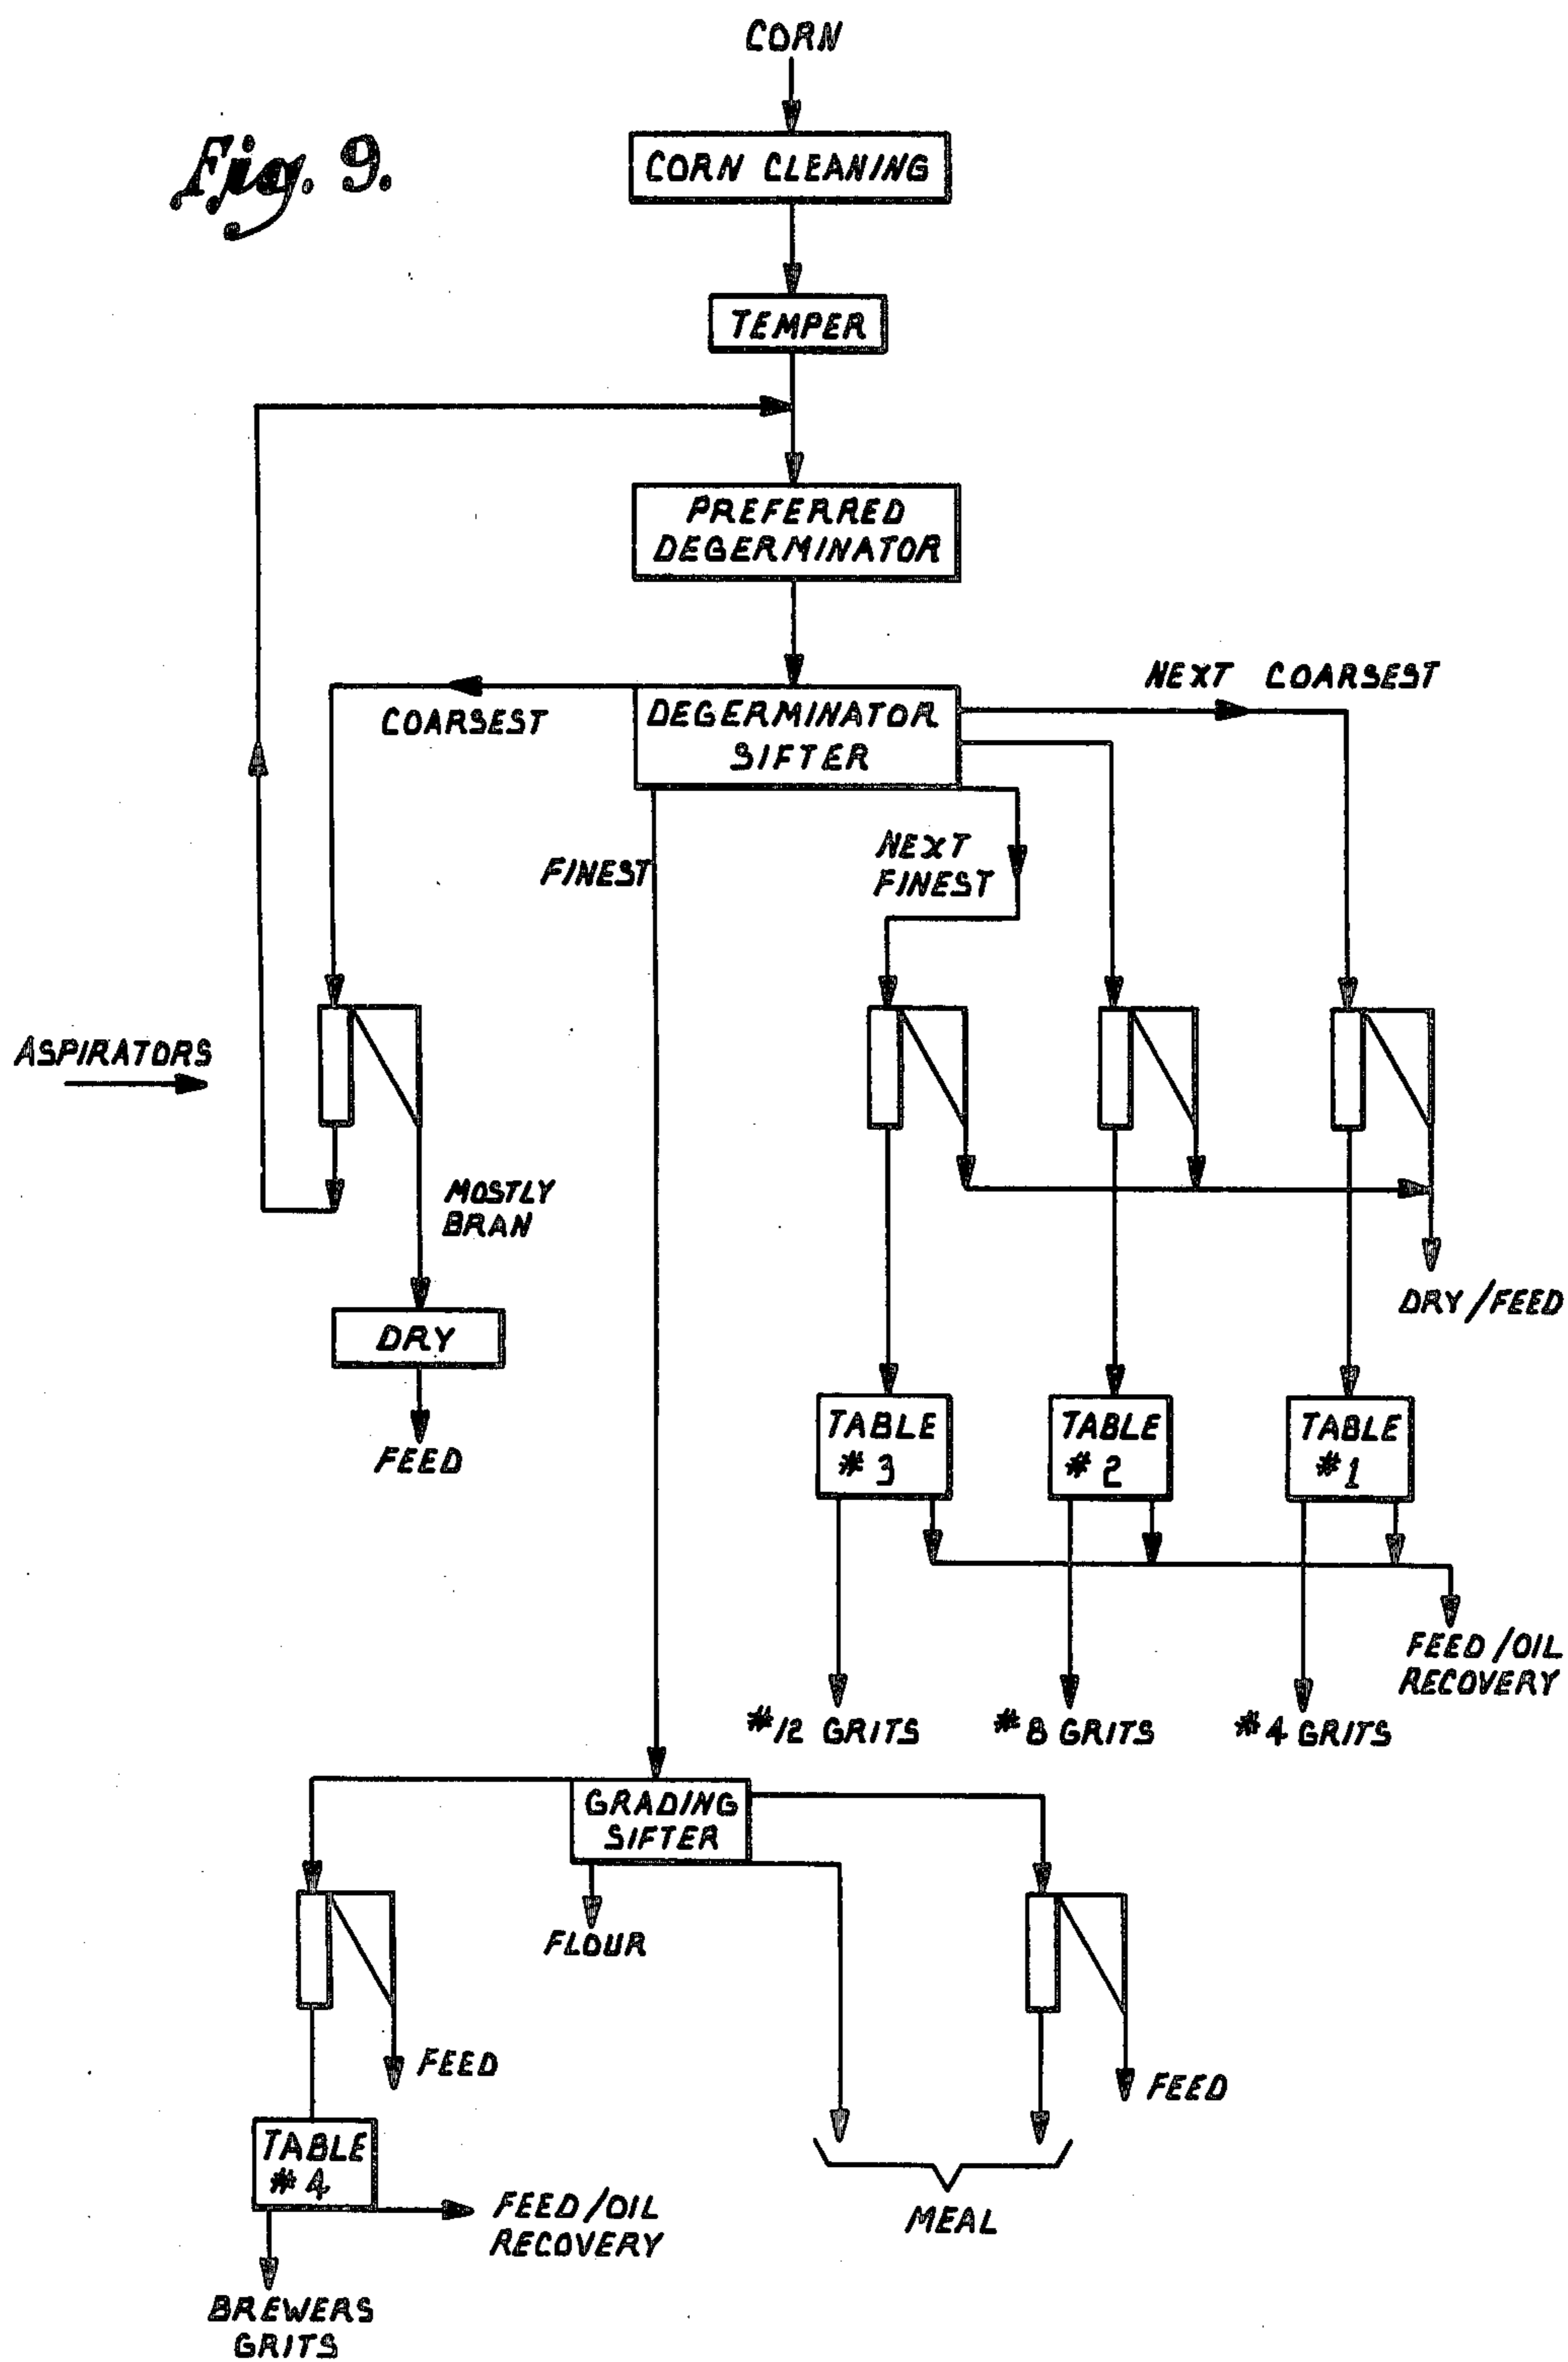 Fig. 9.
CORN
CORN CLEANING
TEMPER
PREFERRED
DEGERMINATOR
DEGERMINATOR
SIFTER
COARSEST
NEXT COARSEST
FINEST
NEXT
FINEST
ASPIRATORS
MOSTLY
BRAN
DRY
FEED
DRY/FEED
TABLE
#3
TABLE
#2
TABLE
#1
FEED/OIL
RECOVERY
#12 GRITS
#8 GRITS
#4 GRITS
GRADING
SIFTER
FLOUR
FEED
FEED
TABLE
#4
FEED/OIL
RECOVERY
MEAL
BREWERS
GRITS